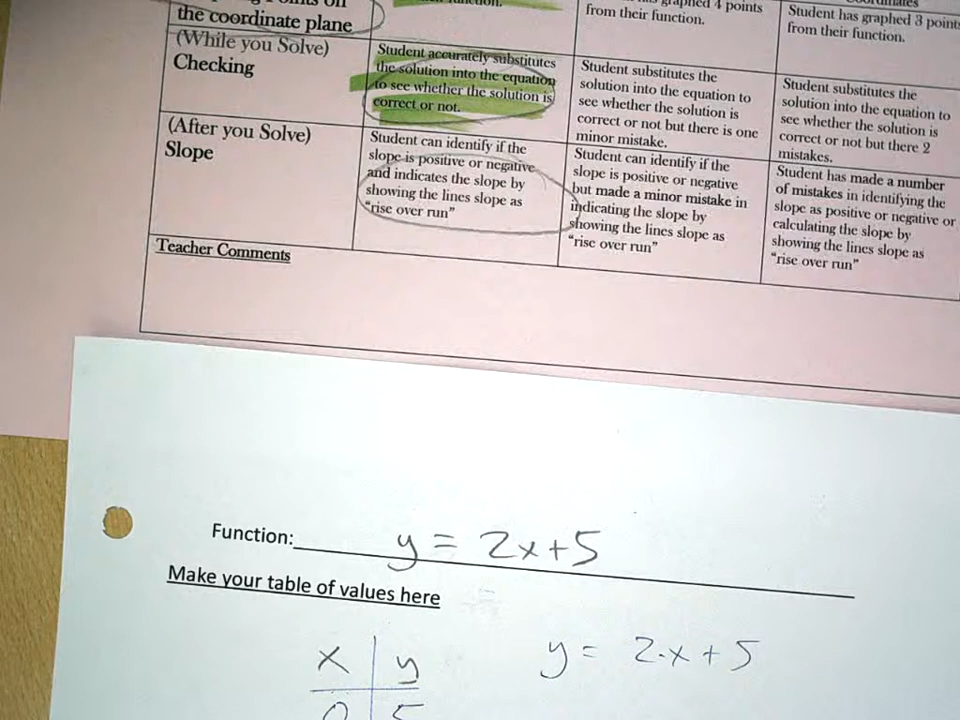 the coordinate plane
graphed 4 points
from their function.
Student has graphed 3 points
from their function.
(While you Solve)
Checking
Student accurately substitutes
the solution into the equation
to see whether the solution is
correct or not.
Student substitutes the
solution into the equation to
see whether the solution is
correct or not but there is one
minor mistake.
Student substitutes the
solution into the equation to
see whether the solution is
correct or not but there 2
mistakes.
(After you Solve)
Slope
Student can identify if the
slope is positive or negative
and indicates the slope by
showing the lines slope as
"rise over run"
Student can identify if the
slope is positive or negative
but made a minor mistake in
indicating the slope by
showing the lines slope as
"rise over run"
Student has made a number
of mistakes in identifying the
slope as positive or negative or
calculating the slope by
showing the lines slope as
"rise over run"
Teacher Comments
Function: y = 2x+5
Make your table of values here
x y
y = 2·x + 5
0 5